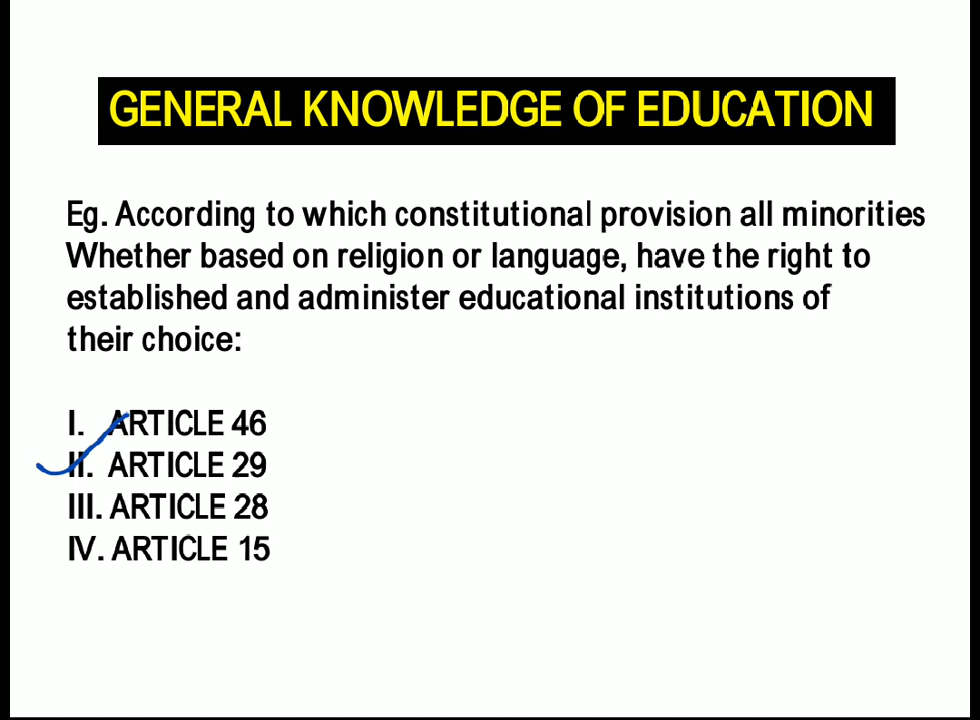 GENERAL KNOWLEDGE OF EDUCATION
Eg. According to which constitutional provision all minorities
Whether based on religion or language, have the right to
established and administer educational institutions of
their choice:
I. ARTICLE 46
II. ARTICLE 29
III. ARTICLE 28
IV. ARTICLE 15